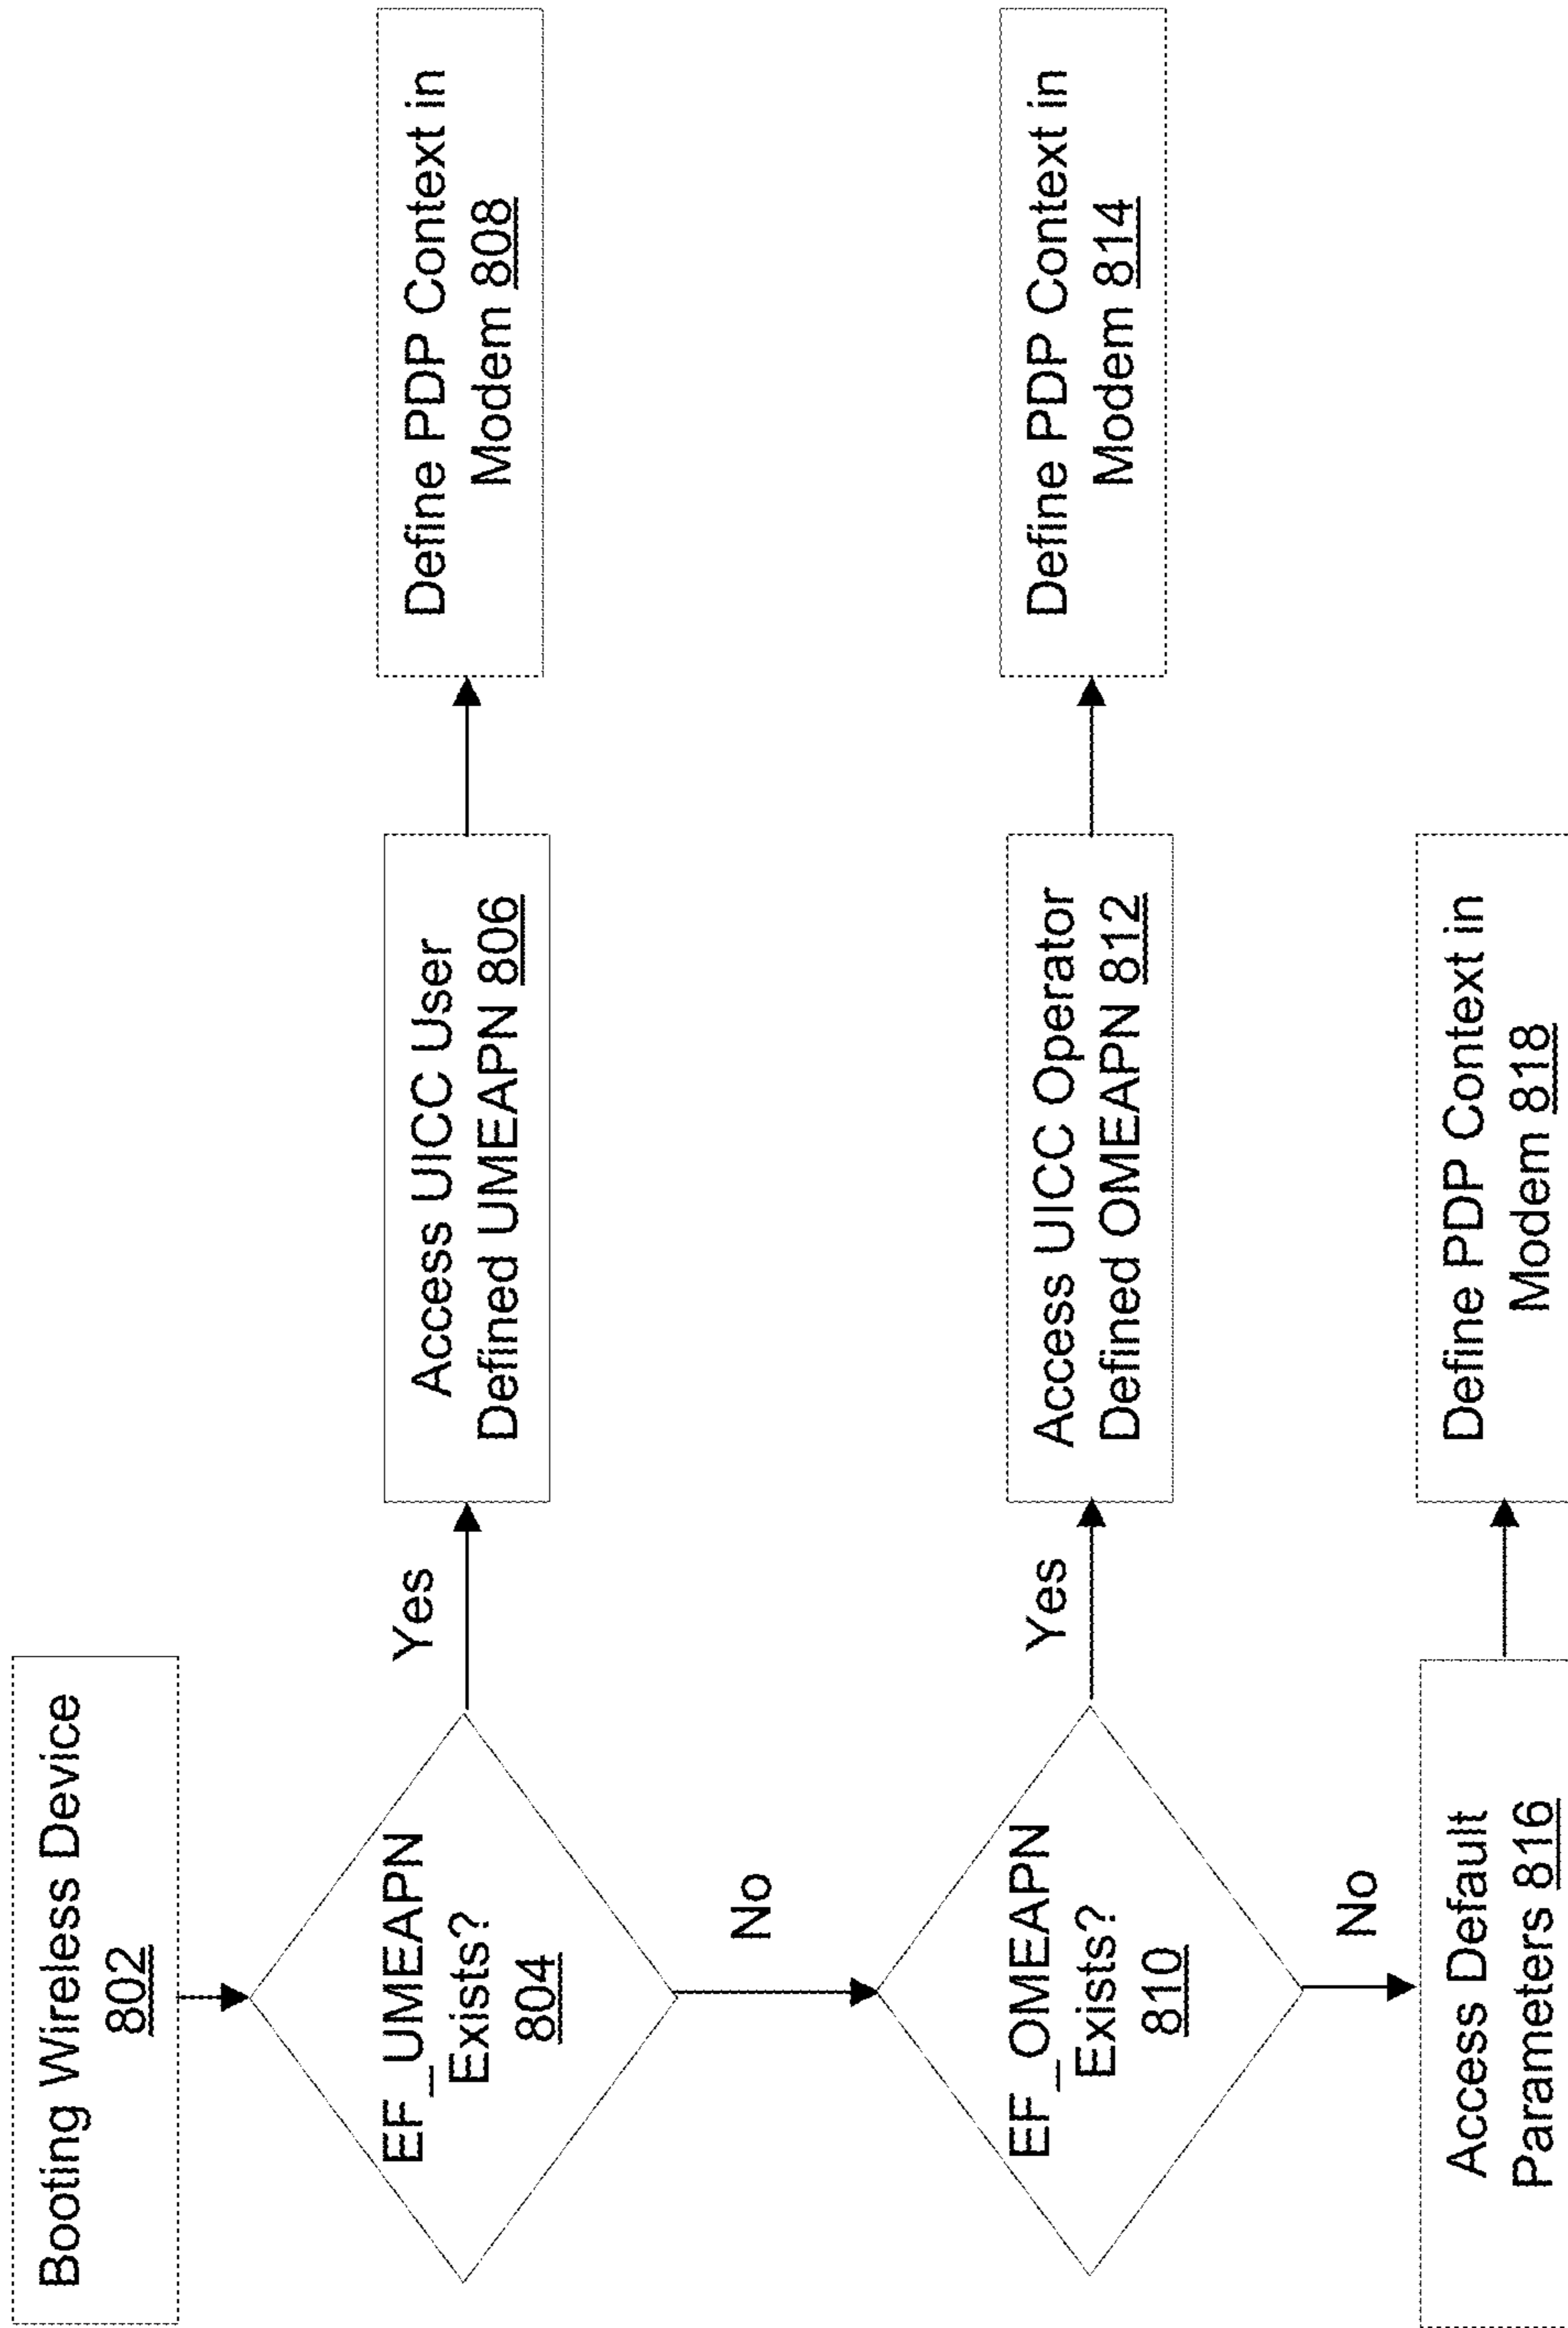 Booting Wireless Device
802
EF_UMEAPN
Exists?
804
Yes
Access UICC User
Defined UMEAPN 806
Define PDP Context in
Modem 808
No
EF_OMEAPN
Exists?
810
Yes
Access UICC Operator
Defined OMEAPN 812
Define PDP Context in
Modem 814
No
Access Default
Parameters 816
Define PDP Context in
Modem 818